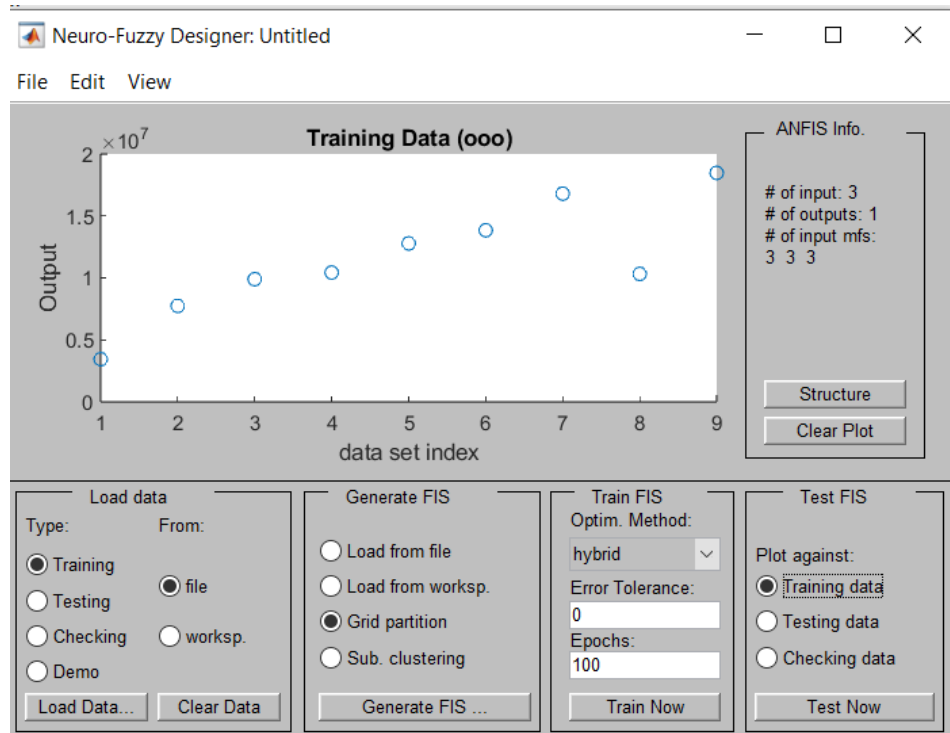 Neuro-Fuzzy Designer: Untitled
File Edit View
×10^7
Training Data (ooo)
2
1.5
1
0.5
0
Output
1 2 3 4 5 6 7 8 9
data set index
ANFIS Info.
# of input: 3
# of outputs: 1
# of input mfs:
3 3 3
Structure
Clear Plot
Load data
Type: From:
Training
file
Testing
Checking
worksp.
Demo
Load Data... Clear Data
Generate FIS
Load from file
Load from worksp.
Grid partition
Sub. clustering
Generate FIS ...
Train FIS
Optim. Method:
hybrid
Error Tolerance:
0
Epochs:
100
Train Now
Test FIS
Plot against:
Training data
Testing data
Checking data
Test Now